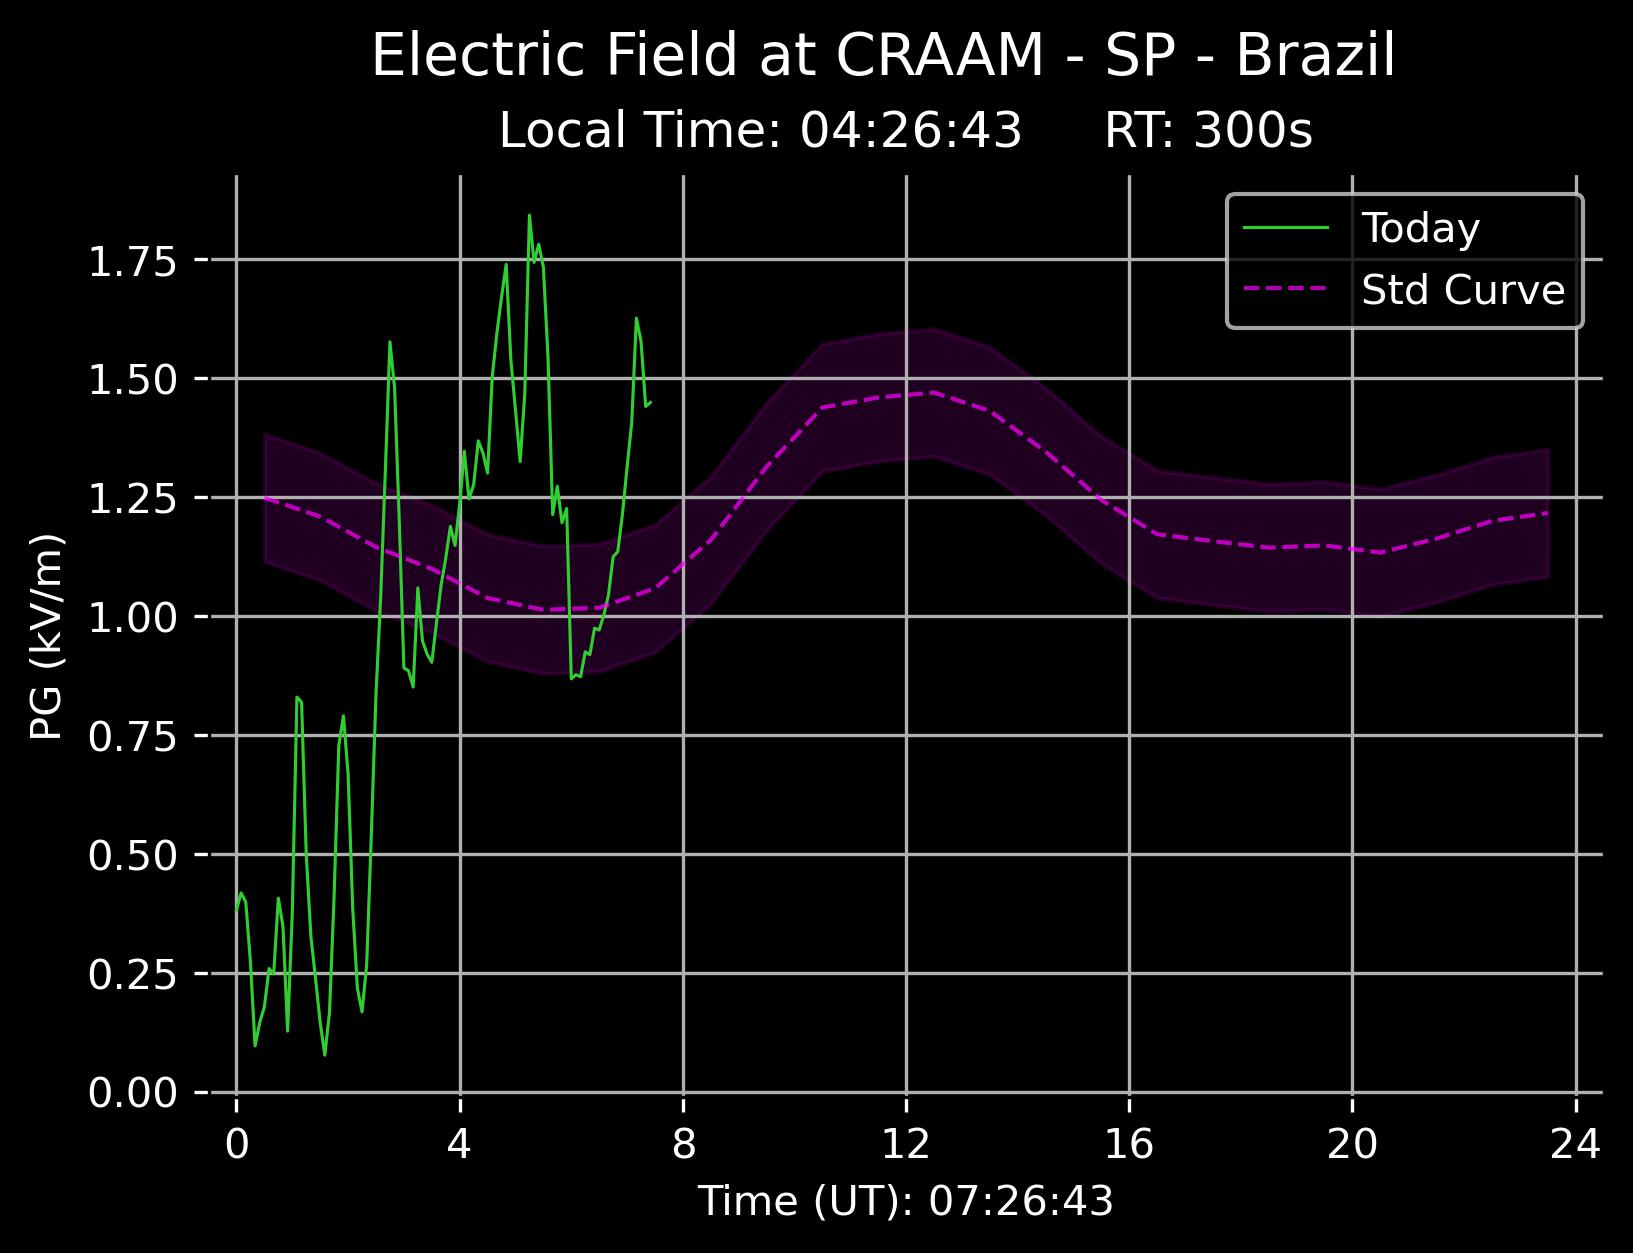 Electric Field at CRAAM - SP - Brazil
Local Time: 04:26:43 RT: 300s
Today
Std Curve
PG (kV/m)
1.75
1.50
1.25
1.00
0.75
0.50
0.25
0.00
0 4 8 12 16 20 24
Time (UT): 07:26:43